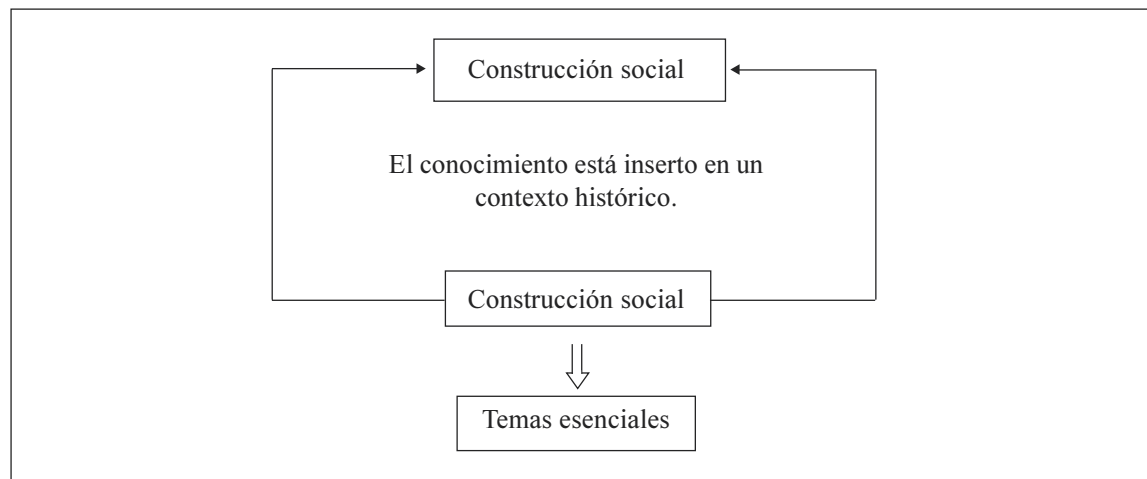 Construcción social
El conocimiento está inserto en un
contexto histórico.
Construcción social
Temas esenciales